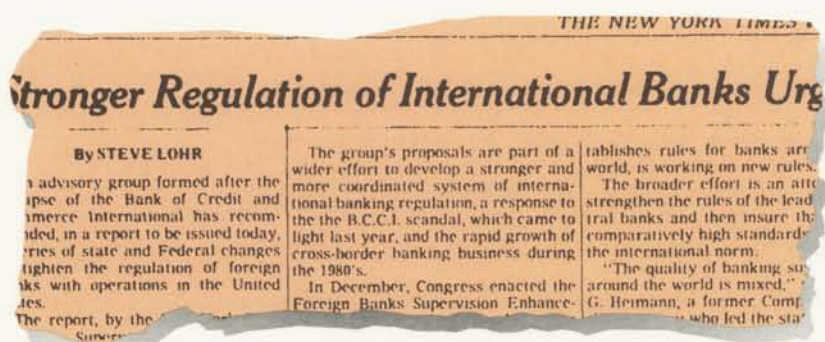 THE NEW YORK TIMES
Stronger Regulation of International Banks Urg
By STEVE LOHR
n advisory group formed after the
apse of the Bank of Credit and
mmerce International has recom-
nded, in a report to be issued today,
eries of state and Federal changes
tighten the regulation of foreign
nks with operations in the United
tes.
The report, by the
Superv
The group's proposals are part of a
wider effort to develop a stronger and
more coordinated system of interna-
tional banking regulation, a response to
the the B.C.C.I. scandal, which came to
light last year, and the rapid growth of
cross-border banking business during
the 1980's.
In December, Congress enacted the
Foreign Banks Supervision Enhance-
tablishes rules for banks aro
world, is working on new rules.
The broader effort is an atte
strengthen the rules of the lead
tral banks and then insure tha
comparatively high standards
the international norm.
"The quality of banking su
around the world is mixed,"
G. Heimann, a former Comp
who led the sta